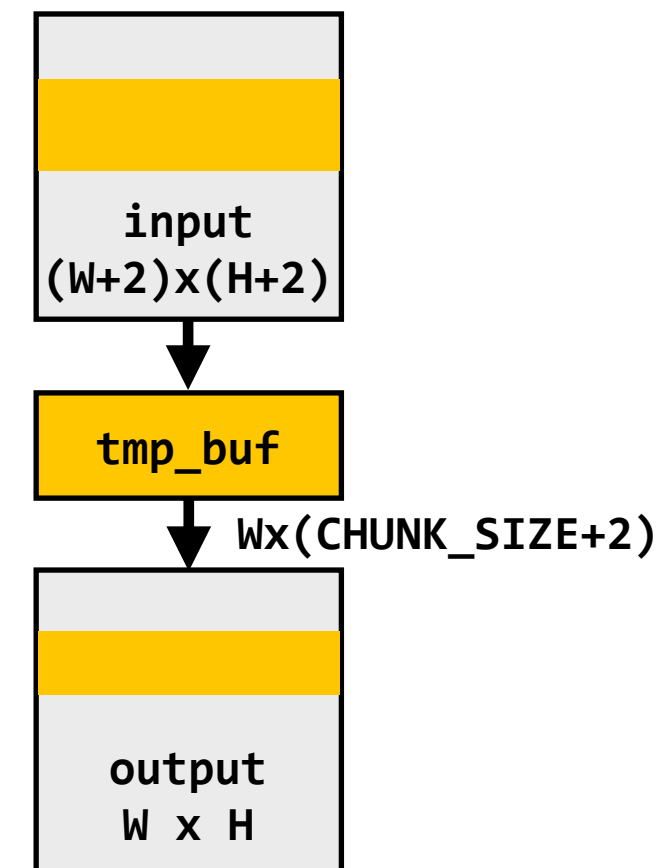 input
(W+2)x(H+2)
tmp_buf
Wx(CHUNK_SIZE+2)
output
W x H